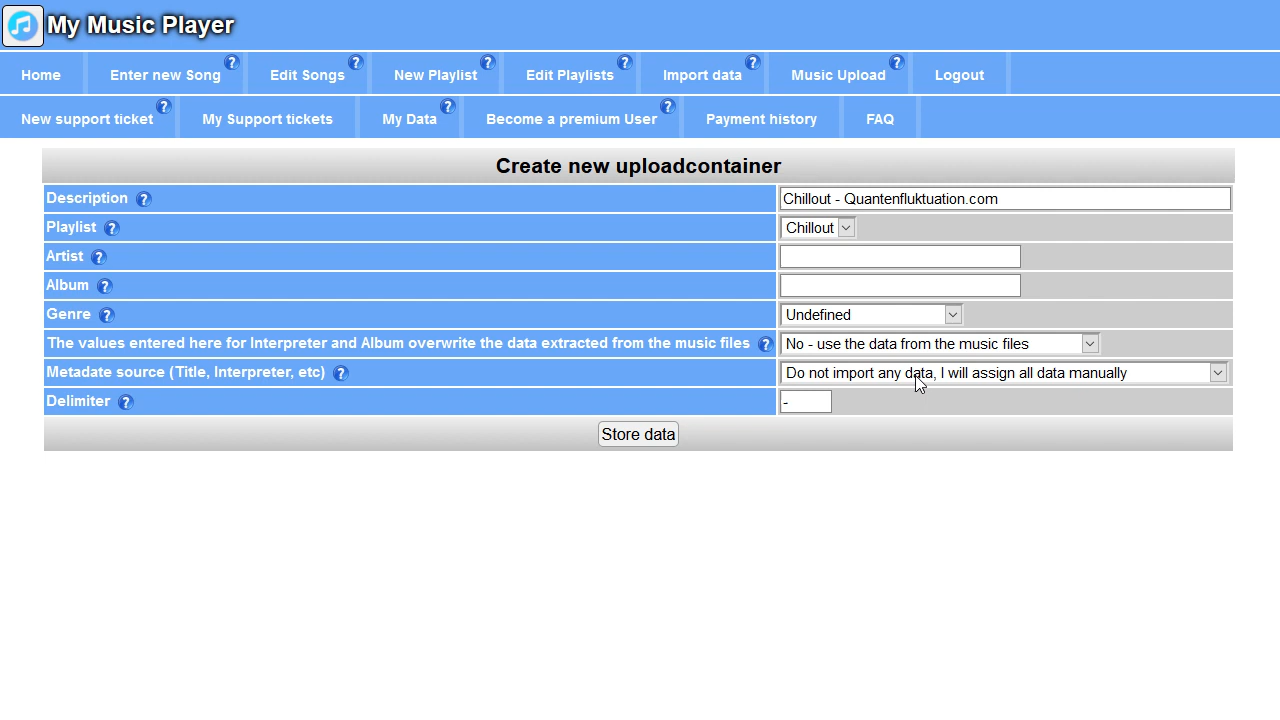 My Music Player
Home
Enter new Song ?
Edit Songs ?
New Playlist ?
Edit Playlists ?
Import data ?
Music Upload ?
Logout
New support ticket ?
My Support tickets
My Data ?
Become a premium User ?
Payment history
FAQ
Create new uploadcontainer
Description ? Chillout - Quantenfluktuation.com
Playlist ? Chillout
Artist ?
Album ?
Genre ? Undefined
The values entered here for Interpreter and Album overwrite the data extracted from the music files ? No - use the data from the music files
Metadate source (Title, Interpreter, etc) ? Do not import any data, I will assign all data manually
Delimiter ? -
Store data